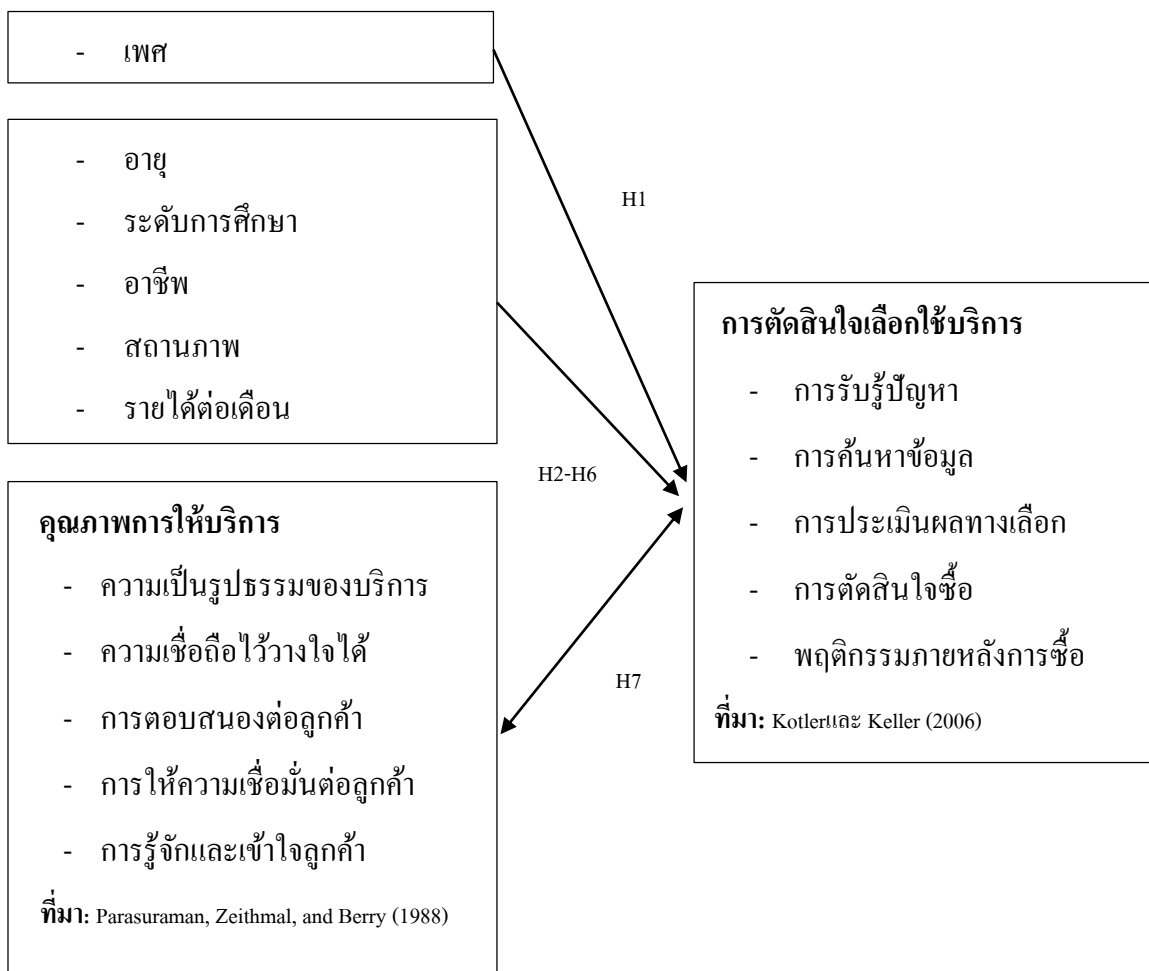 - เพศ
- อายุ
- ระดับการศึกษา
- อาชีพ
- สถานภาพ
- รายได้ต่อเดือน
H1
H2-H6
คุณภาพการให้บริการ
- ความเป็นรูปธรรมของบริการ
- ความเชื่อถือไว้วางใจได้
- การตอบสนองต่อลูกค้า
- การให้ความเชื่อมั่นต่อลูกค้า
- การรู้จักและเข้าใจลูกค้า
ที่มา: Parasuraman, Zeithmal, and Berry (1988)
H7
การตัดสินใจเลือกใช้บริการ
- การรับรู้ปัญหา
- การค้นหาข้อมูล
- การประเมินผลทางเลือก
- การตัดสินใจซื้อ
- พฤติกรรมภายหลังการซื้อ
ที่มา: Kotlerและ Keller (2006)